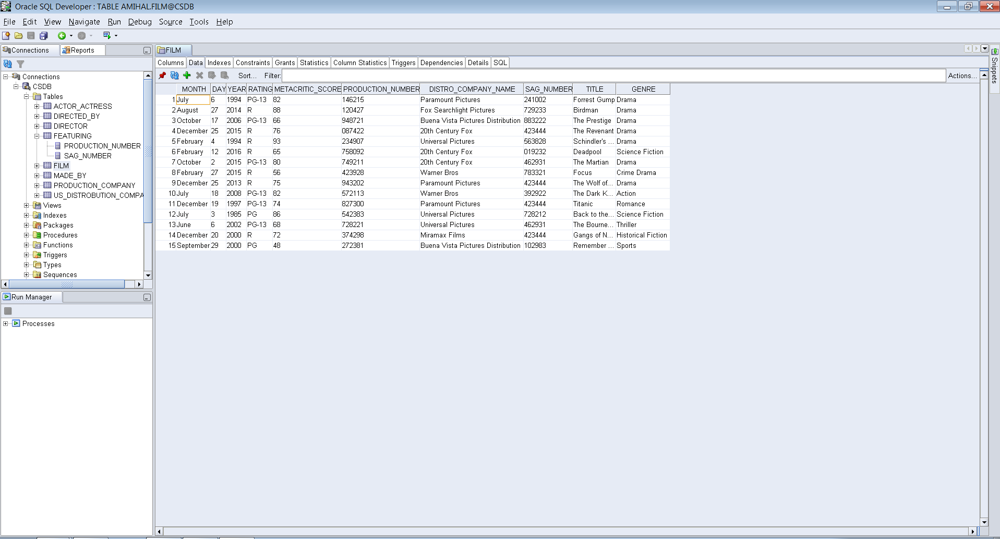 Oracle SQL Developer : TABLE AMIHAL.FILM@CSDB
File Edit View Navigate Run Debug Source Tools Help
Connections Reports
Connections
CSDB
Tables
ACTOR_ACTRESS
DIRECTED_BY
DIRECTOR
FEATURING
PRODUCTION_NUMBER
SAG_NUMBER
FILM
MADE_BY
PRODUCTION_COMPANY
US_DISTROBUTION_COMPA
Views
Indexes
Packages
Procedures
Functions
Triggers
Types
Sequences
Run Manager
Processes
FILM
Columns Data Indexes Constraints Grants Statistics Column Statistics Triggers Dependencies Details SQL
Sort... Filter: Actions...
MONTH DAY YEAR RATING METACRITIC_SCORE PRODUCTION_NUMBER DISTRO_COMPANY_NAME SAG_NUMBER TITLE GENRE
1 July 6 1994 PG-13 82 146215 Paramount Pictures 241002 Forrest Gump Drama
2 August 27 2014 R 88 120427 Fox Searchlight Pictures 729233 Birdman Drama
3 October 17 2006 PG-13 66 948721 Buena Vista Pictures Distribution 883222 The Prestige Drama
4 December 25 2015 R 76 087422 20th Century Fox 423444 The Revenant Drama
5 February 4 1994 R 93 234907 Universal Pictures 563828 Schindler's ... Drama
6 February 12 2016 R 65 758092 20th Century Fox 019232 Deadpool Science Fiction
7 October 2 2015 PG-13 80 749211 20th Century Fox 462931 The Martian Drama
8 February 27 2015 R 56 423928 Warner Bros 783321 Focus Crime Drama
9 December 25 2013 R 75 943202 Paramount Pictures 423444 The Wolf of... Drama
10 July 18 2008 PG-13 82 572113 Warner Bros 392922 The Dark K... Action
11 December 19 1997 PG-13 74 827300 Paramount Pictures 423444 Titanic Romance
12 July 3 1985 PG 86 542383 Universal Pictures 728212 Back to the... Science Fiction
13 June 6 2002 PG-13 68 728221 Universal Pictures 462931 The Bourne... Thriller
14 December 20 2000 R 72 374298 Miramax Films 423444 Gangs of N... Historical Fiction
15 September 29 2000 PG 48 272381 Buena Vista Pictures Distribution 102983 Remember ... Sports
Snippets